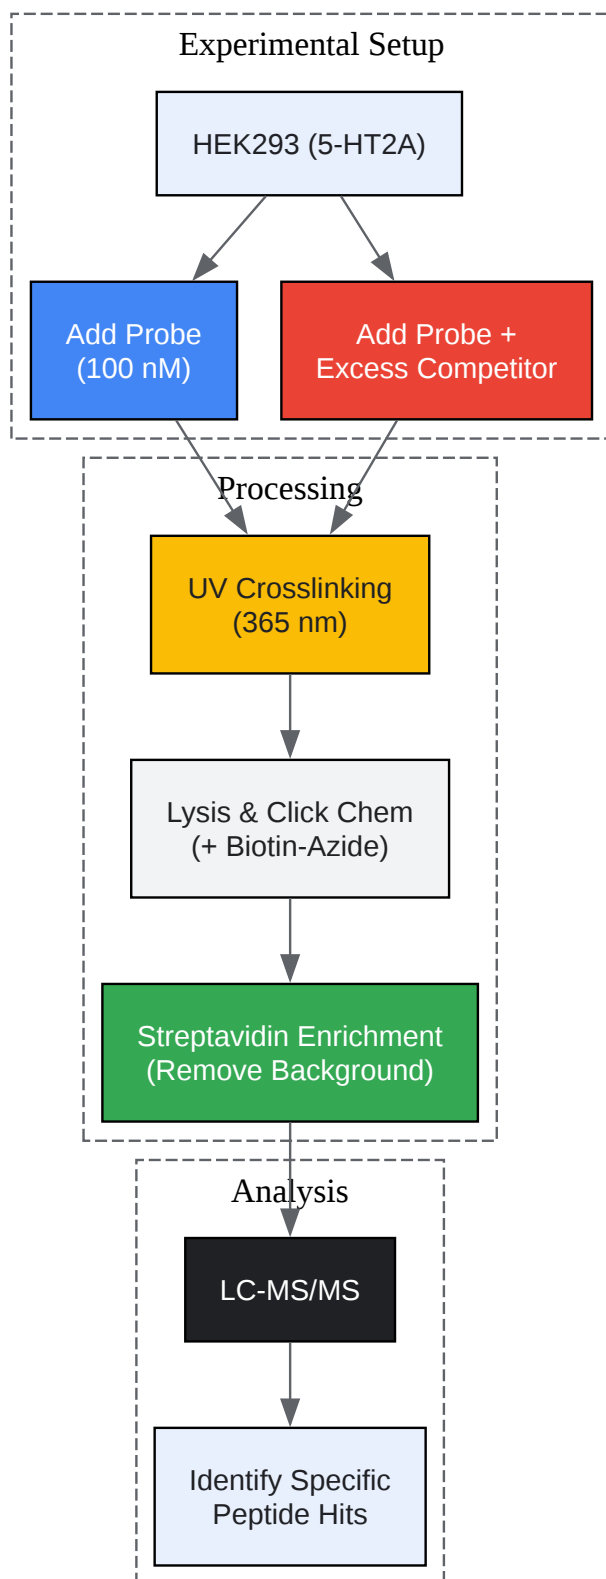 Experimental Setup
HEK293 (5-HT2A)
Add Probe
(100 nM)
Add Probe +
Excess Competitor
Processing
UV Crosslinking
(365 nm)
Lysis & Click Chem
(+ Biotin-Azide)
Streptavidin Enrichment
(Remove Background)
Analysis
LC-MS/MS
Identify Specific
Peptide Hits